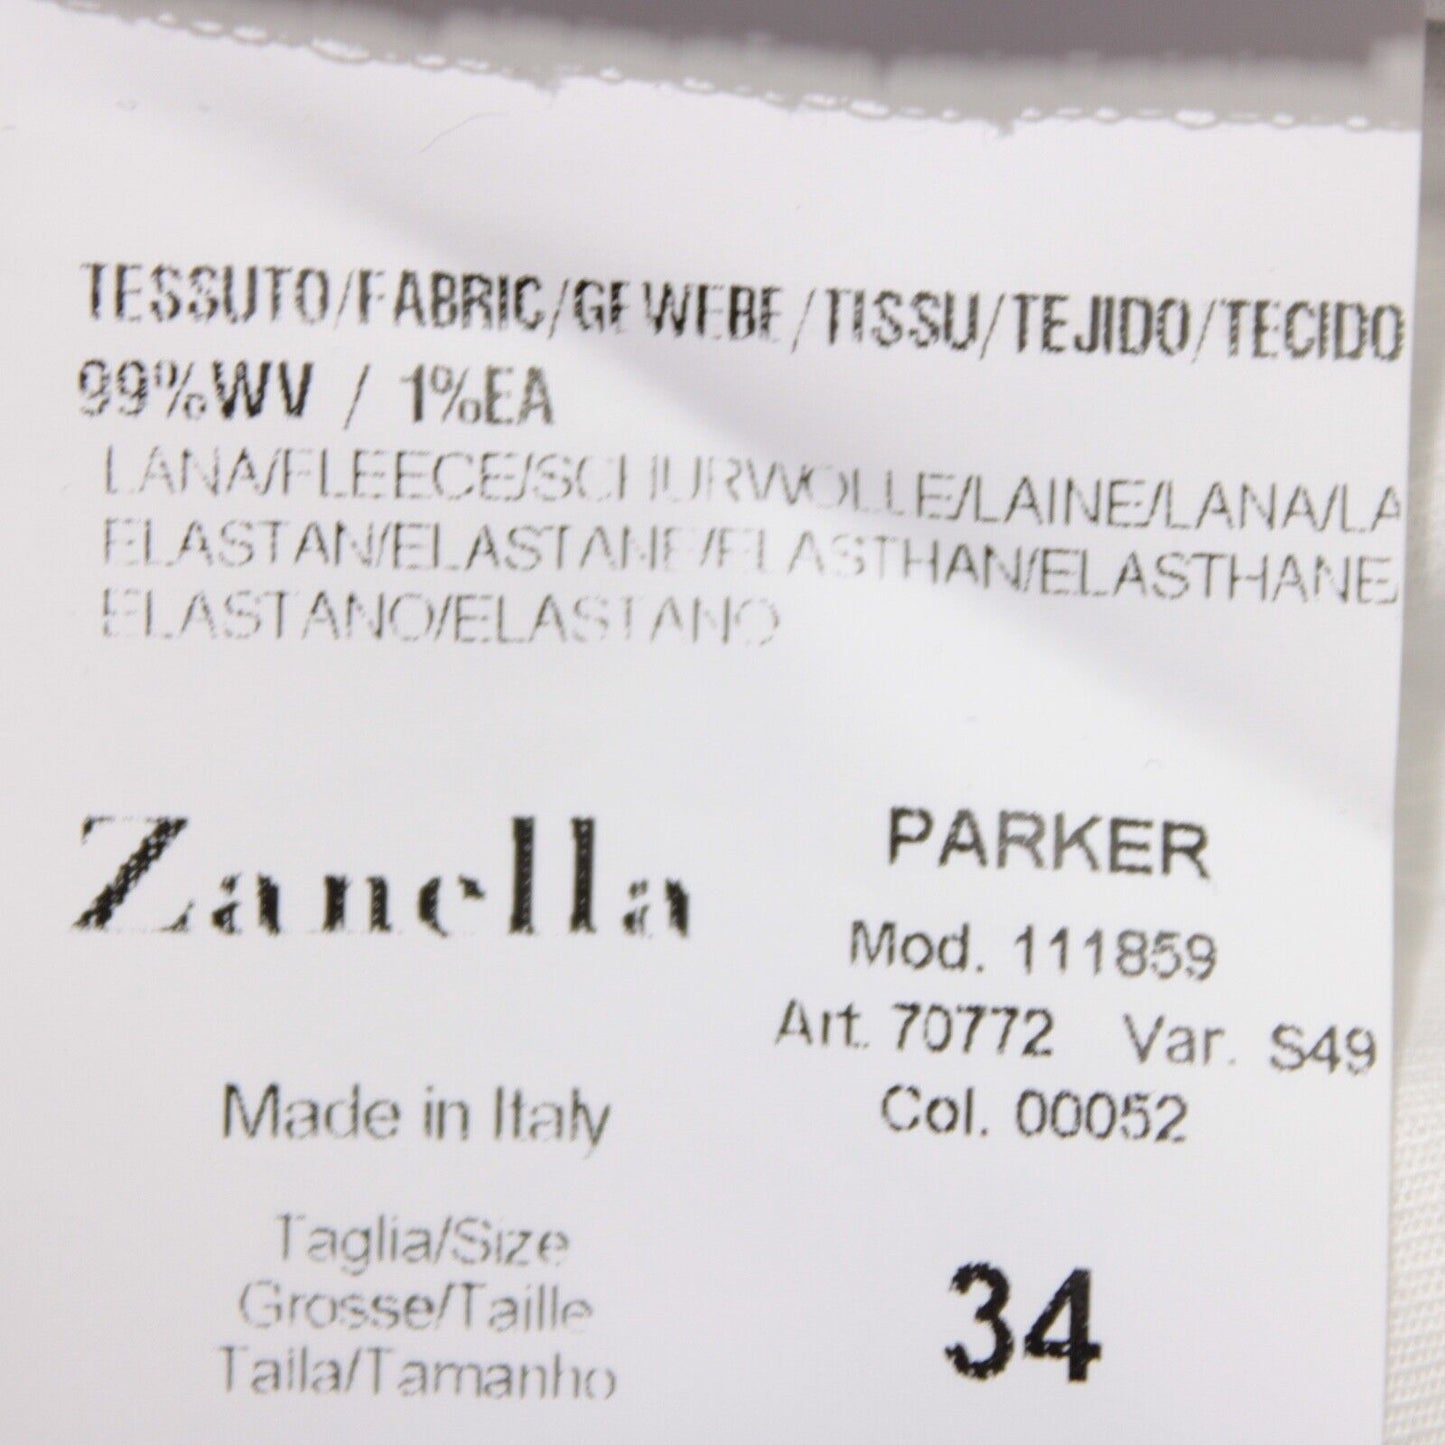 TESSUTO/FABRIC/GEWEBE/TISSU/TEJIDO/TECIDO
99%WV / 1%EA
LANA/FLEECE/SCHURWOLLE/LAINE/LANA/LA
ELASTAN/ELASTANE/ELASTHAN/ELASTHANE/
ELASTANO/ELASTANO
Zanella
PARKER
Mod. 111859
Art. 70772 Var. S49
Col. 00052
Made in Italy
Taglia/Size
Grosse/Taille
Talla/Tamanho
34